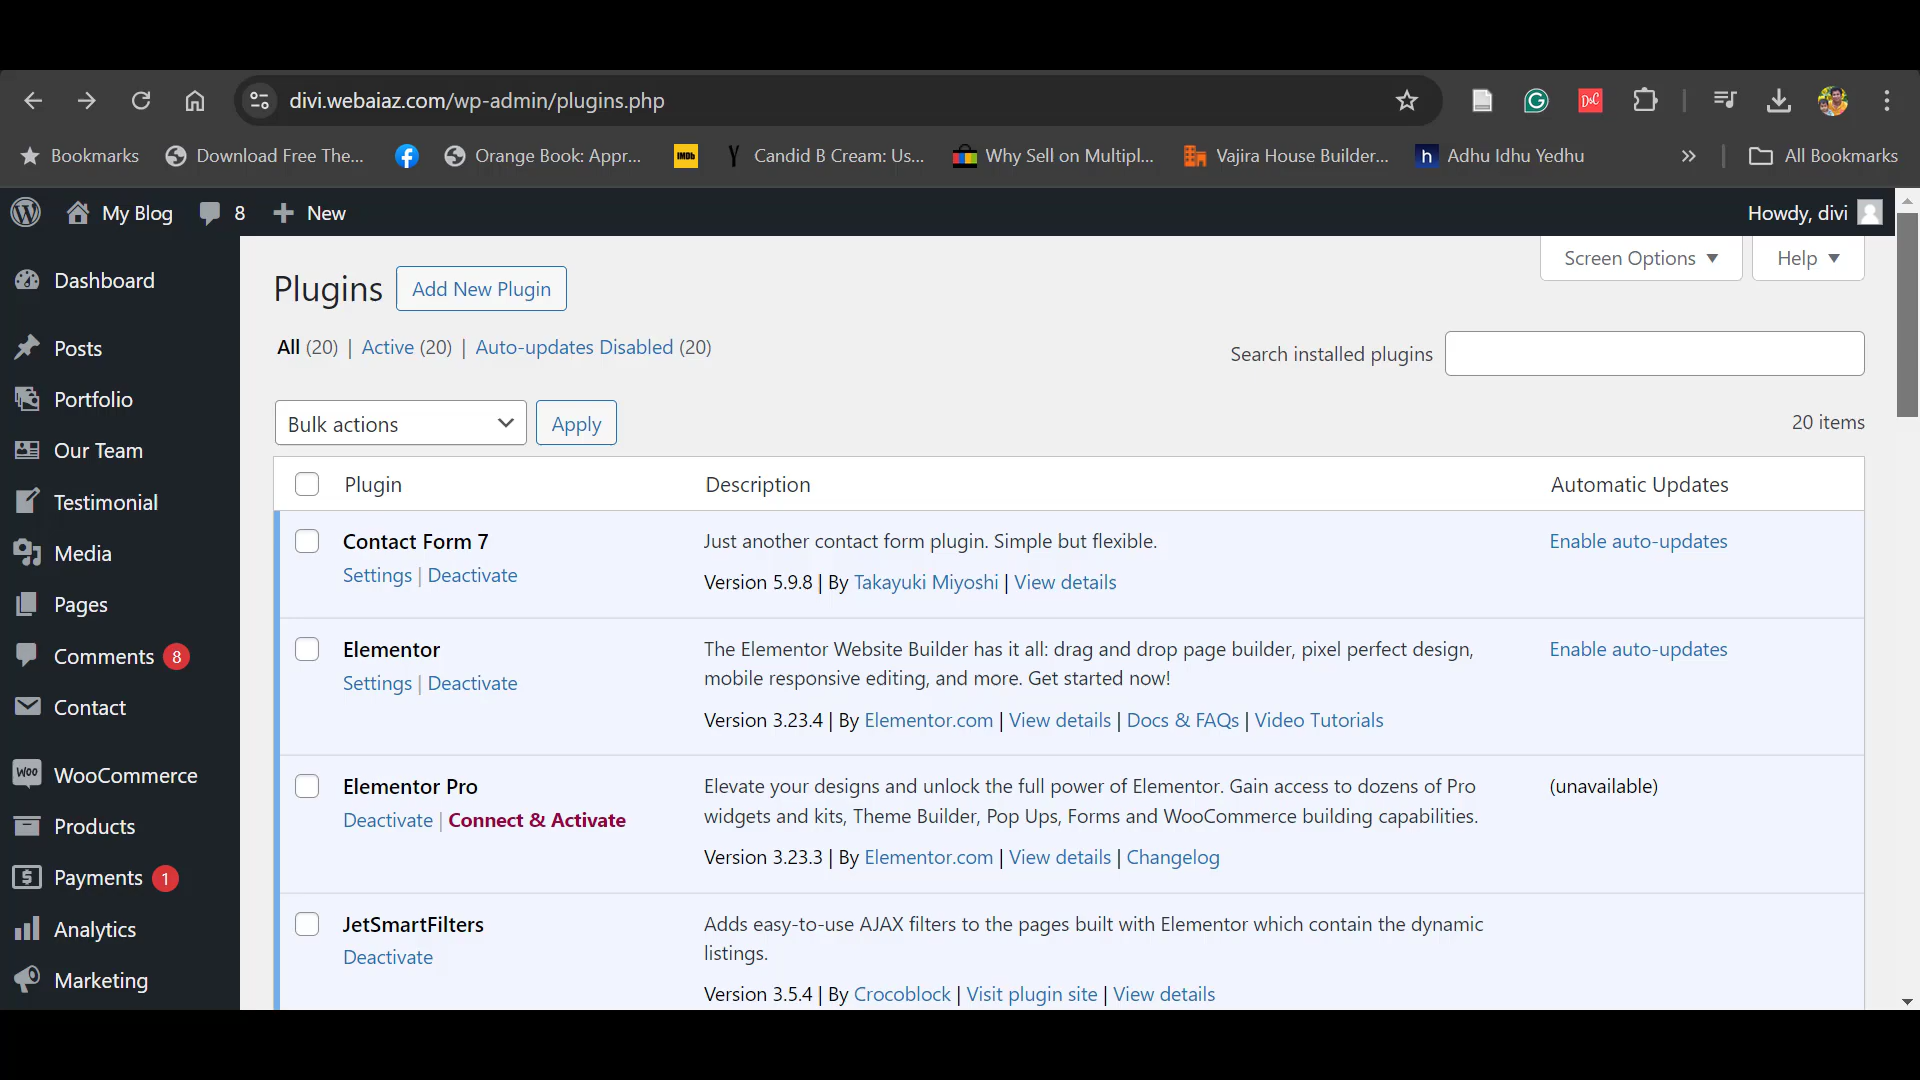 divi.webaiaz.com/wp-admin/plugins.php
Bookmarks Download Free The... Orange Book: Appr... IMDb Candid B Cream: Us... Why Sell on Multipl... Vajira House Builder... h Adhu Idhu Yedhu » All Bookmarks
My Blog 8 New Howdy, divi
Screen Options Help
Plugins Add New Plugin
All (20) | Active (20) | Auto-updates Disabled (20)
Search installed plugins
Bulk actions Apply 20 items
Plugin Description Automatic Updates
Contact Form 7 Just another contact form plugin. Simple but flexible. Enable auto-updates
Settings | Deactivate Version 5.9.8 | By Takayuki Miyoshi | View details
Elementor The Elementor Website Builder has it all: drag and drop page builder, pixel perfect design, Enable auto-updates
Settings | Deactivate mobile responsive editing, and more. Get started now!
Version 3.23.4 | By Elementor.com | View details | Docs & FAQs | Video Tutorials
Elementor Pro Elevate your designs and unlock the full power of Elementor. Gain access to dozens of Pro (unavailable)
Deactivate | Connect & Activate widgets and kits, Theme Builder, Pop Ups, Forms and WooCommerce building capabilities.
Version 3.23.3 | By Elementor.com | View details | Changelog
JetSmartFilters Adds easy-to-use AJAX filters to the pages built with Elementor which contain the dynamic
Deactivate listings.
Version 3.5.4 | By Crocoblock | Visit plugin site | View details
Dashboard
Posts
Portfolio
Our Team
Testimonial
Media
Pages
Comments 8
Contact
Woo WooCommerce
Products
Payments 1
Analytics
Marketing